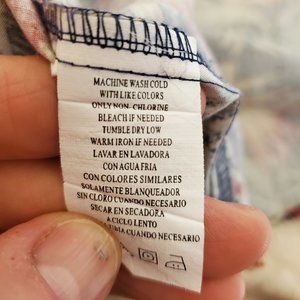 MACHINE WASH COLD
WITH LIKE COLORS
ONLY NON- CHLORINE
BLEACH IF NEEDED
TUMBLE DRY LOW
WARM IRON IF NEEDED
LAVAR EN LAVADORA
CON AGUA FRIA
CON COLORES SIMILARES
SOLAMENTE BLANQUEADOR
SIN CLORO CUANDO NECESARIO
SECAR EN SECADORA
A CICLO LENTO
CUANDO NECESARIO